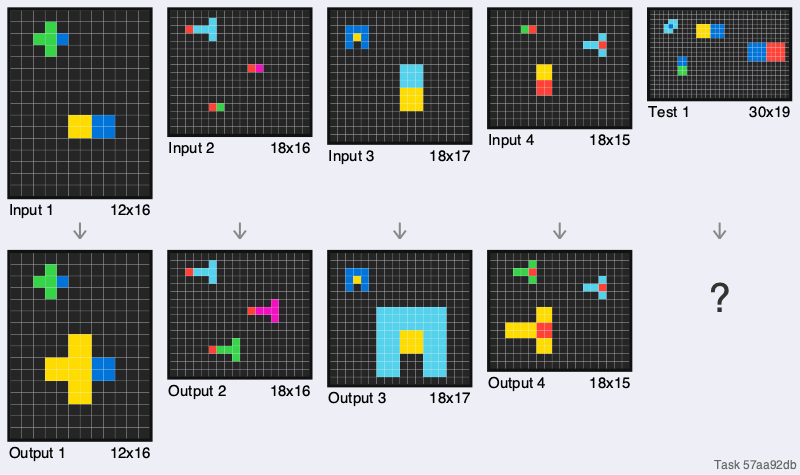 Input 1 12x16
Input 2 18x16
Input 3 18x17
Input 4 18x15
Test 1 30x19
?
Output 1 12x16
Output 2 18x16
Output 3 18x17
Output 4 18x15
Task 57aa92db